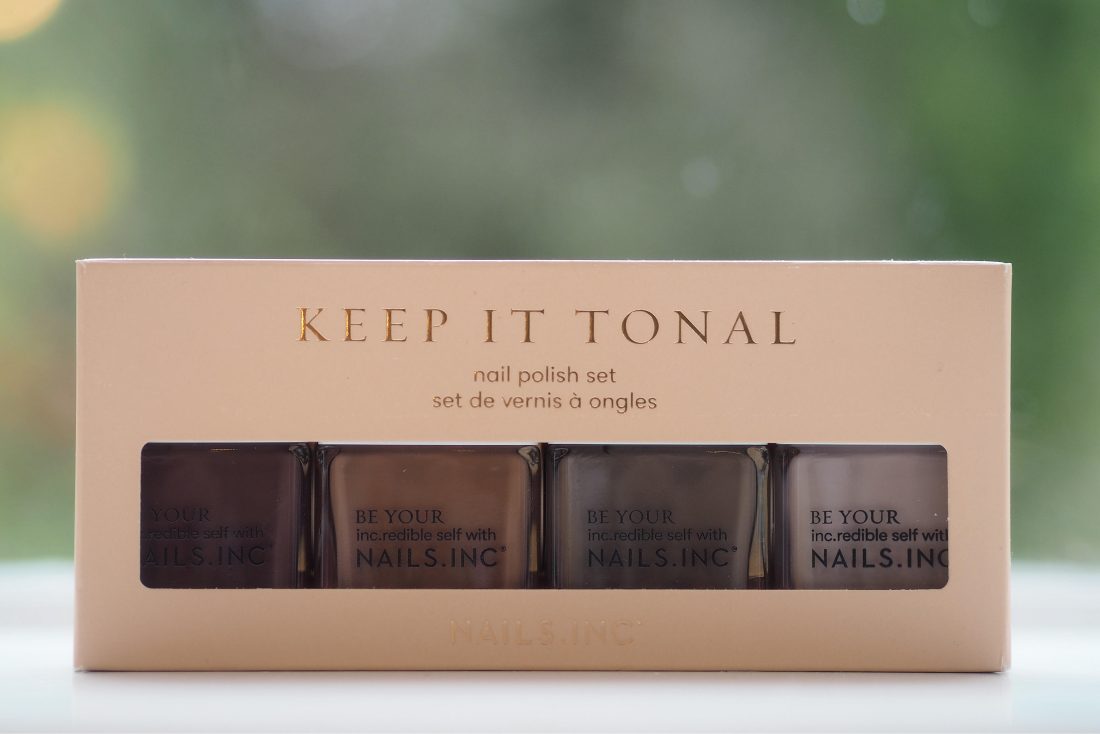 KEEP IT TONAL
nail polish set
set de vernis à ongles
YOUR
.redible self with
AILS.INC®
BE YOUR
inc.redible self with
NAILS.INC®
BE YOUR
inc.redible self with
NAILS.INC®
BE YOUR
inc.redible self with
NAILS.INC
NAILS.INC®